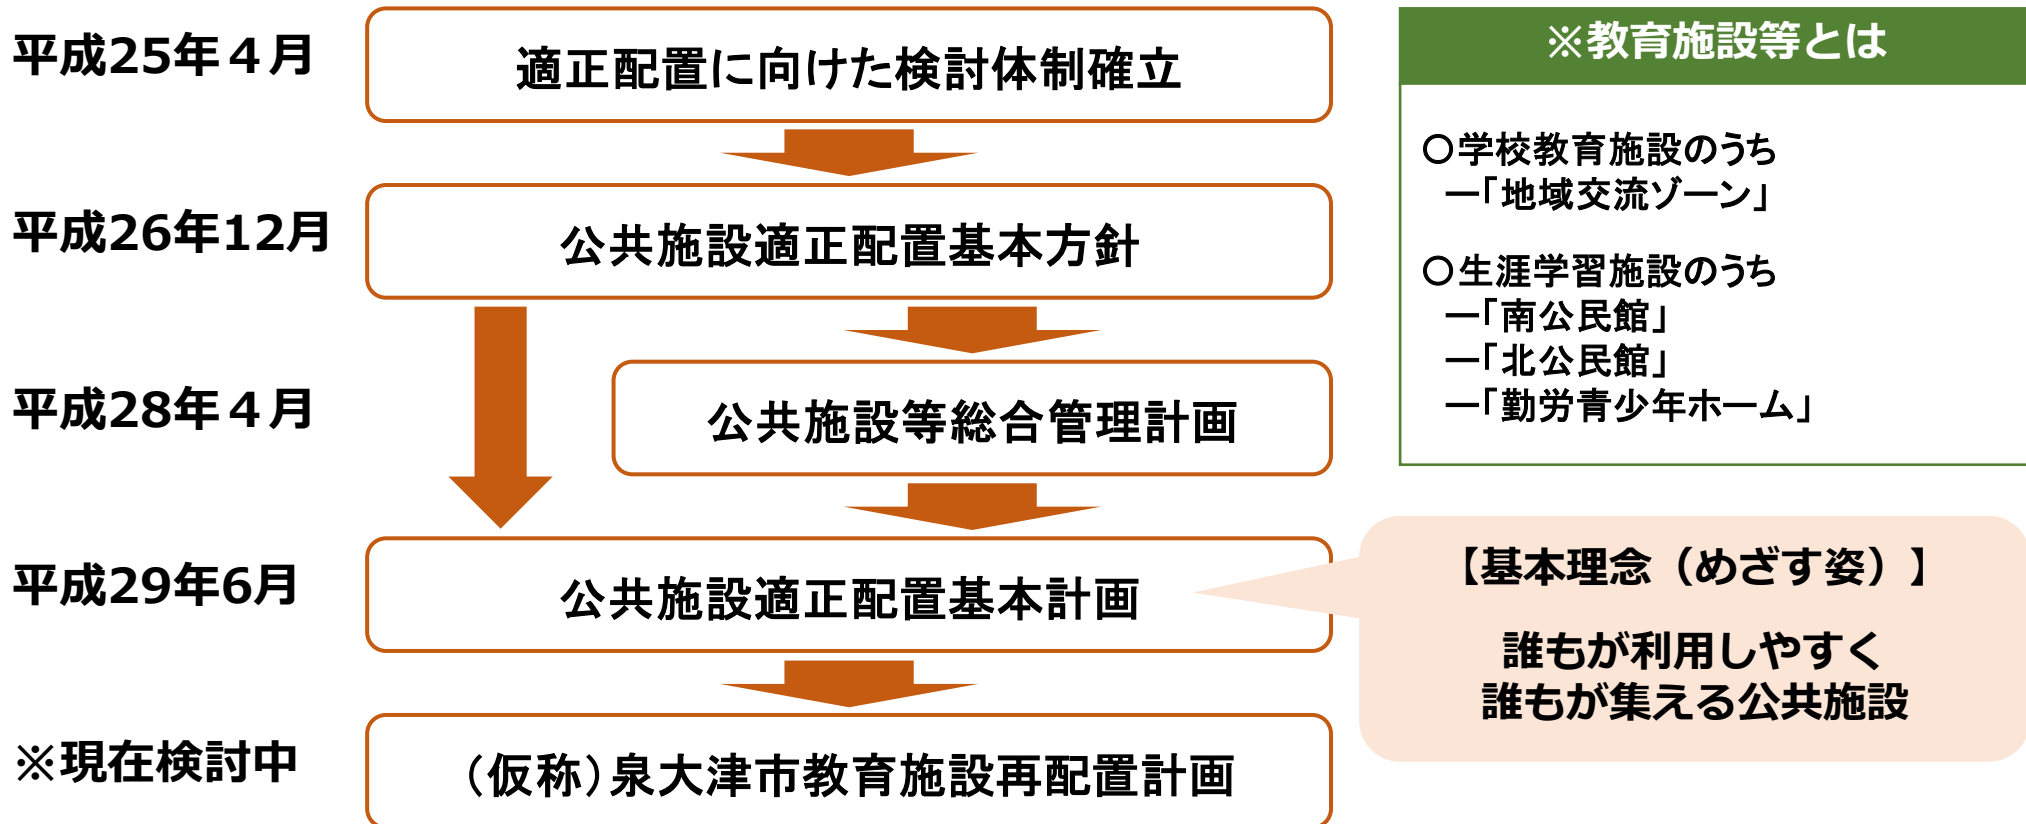 平成25年４月
適正配置に向けた検討体制確立
平成26年12月
公共施設適正配置基本方針
平成28年４月
公共施設等総合管理計画
平成29年6月
公共施設適正配置基本計画
※現在検討中
（仮称）泉大津市教育施設再配置計画
※教育施設等とは
○学校教育施設のうち
―「地域交流ゾーン」
○生涯学習施設のうち
―「南公民館」
―「北公民館」
―「勤労青少年ホーム」
【基本理念（めざす姿）】
誰もが利用しやすく
誰もが集える公共施設